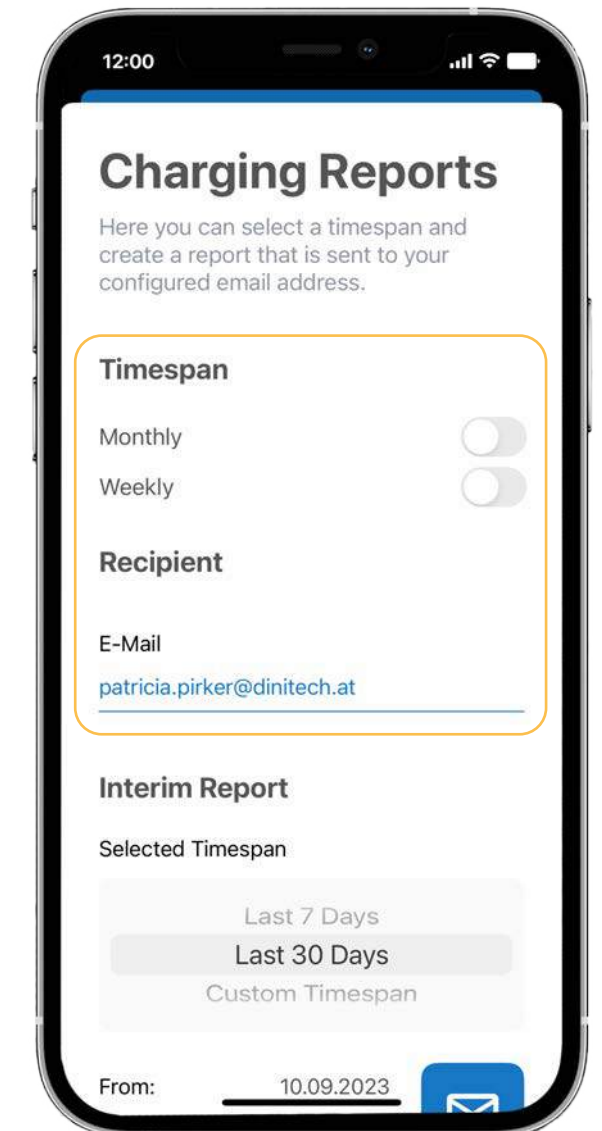 12:00
Charging Reports
Here you can select a timespan and
create a report that is sent to your
configured email address.
Timespan
Monthly
Weekly
Recipient
E-Mail
patricia.pirker@dinitech.at
Interim Report
Selected Timespan
Last 7 Days
Last 30 Days
Custom Timespan
From: 10.09.2023